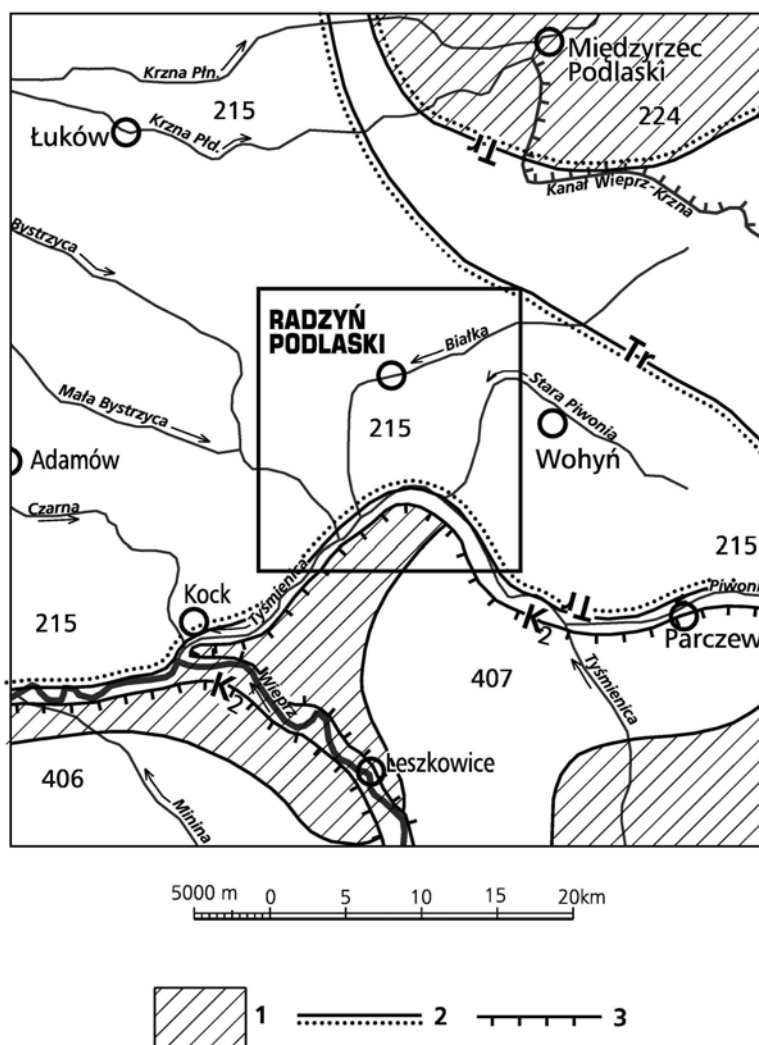 Międzyrzec
Podlaski
Krzna Płn.
215
224
Łuków
Krzna Płd.
Tr
Kanał Wieprz-Krzna
Bystrzyca
RADZYŃ
PODLASKI
Białka
Tr
Stara Piwonia
Mała Bystrzyca
215
Wohyń
Adamów
Czarna
215
Kock
Tyśmienica
Tr
Piwonia
215
K2
Parczew
407
Tyśmienica
K2
Wieprz
Leszkowice
406
Minina
5000 m 0 5 10 15 20km
1 2 3